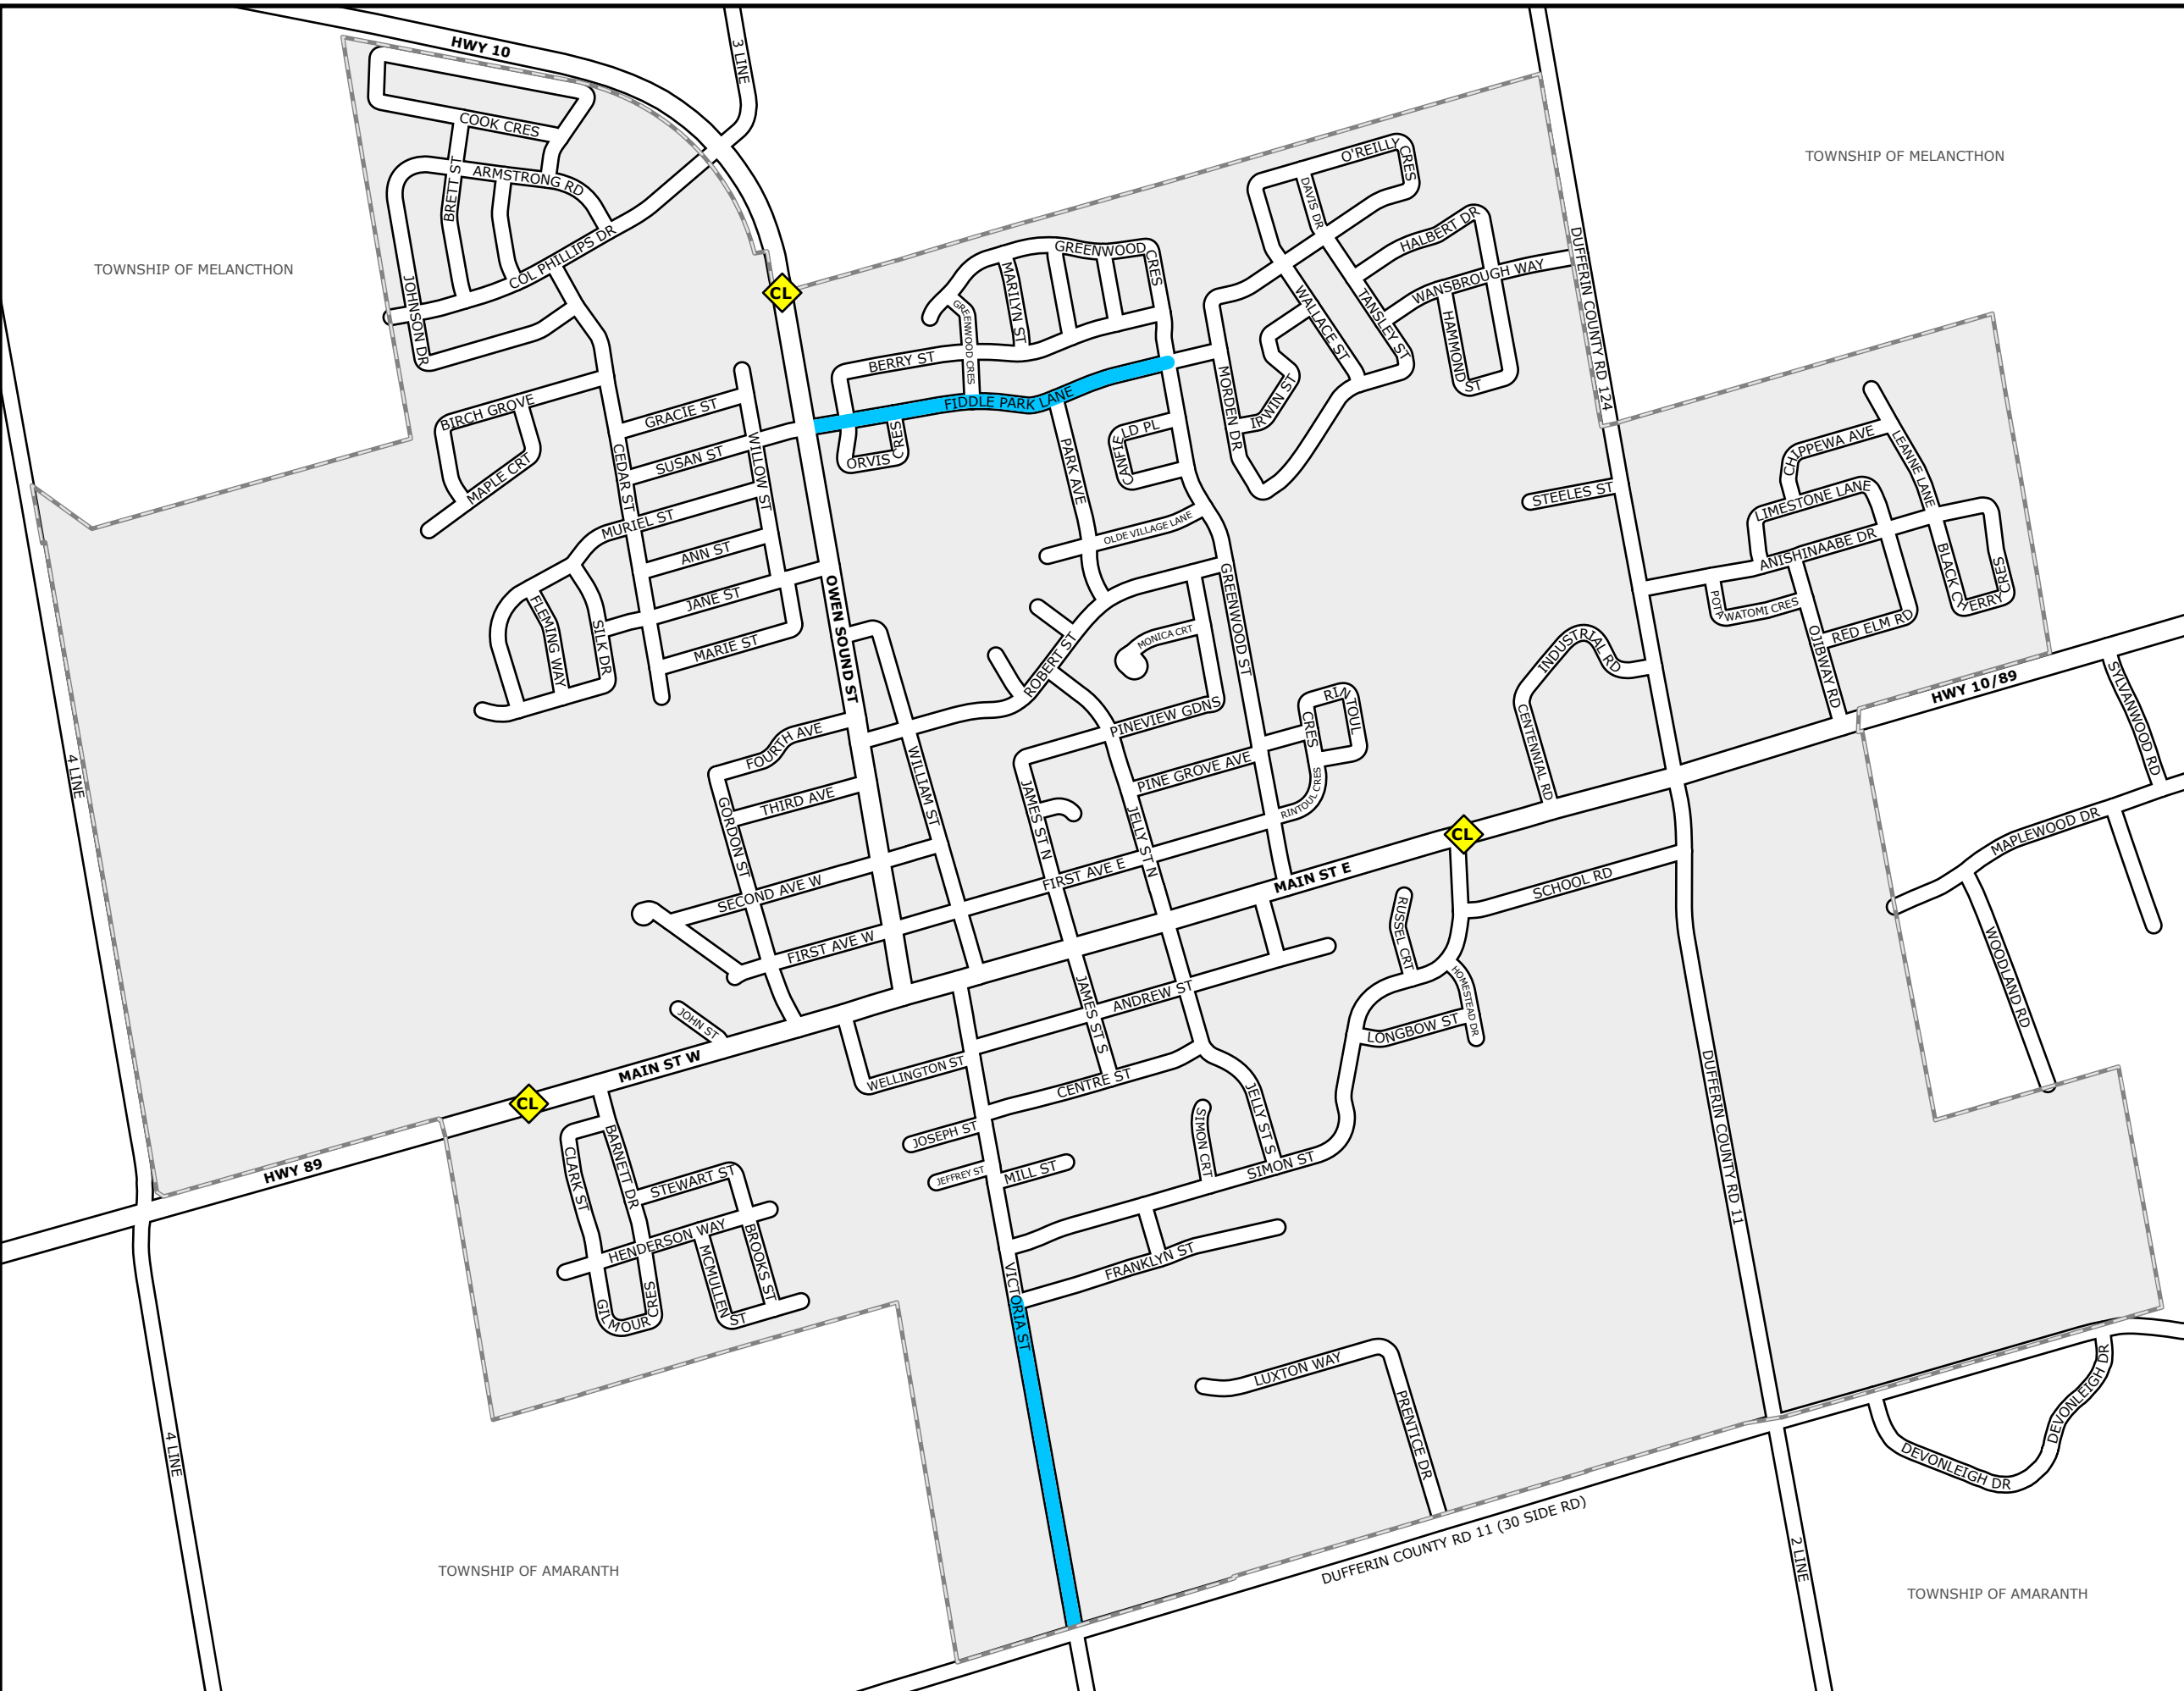 HWY 10
3 LINE
COOK CRES
BRETT ST
ARMSTRONG RD
COL PHILLIPS DR
JOHNSON DR
TOWNSHIP OF MELANCTHON
TOWNSHIP OF MELANCTHON
CL
O'REILLY CRES
DAVIS DR
HALBERT DR
WANSBROUGH WAY
HAMMOND ST
TANSLEY ST
WALLACE ST
IRWIN ST
MORDEN DR
DUFFERIN COUNTY RD 124
GREENWOOD CRES
MARILYN ST
GREENWOOD CRES
BERRY ST
FIDDLE PARK LANE
ORVIS CRES
PARK AVE
CANFIELD PL
OLDE VILLAGE LANE
BIRCH GROVE
MAPLE CRT
GRACIE ST
SUSAN ST
CEDAR ST
WILLOW ST
MURIEL ST
ANN ST
JANE ST
MARIE ST
FLEMING WAY
SILK DR
OWEN SOUND ST
GREENWOOD ST
MONICA CRT
ROBERT ST
PINEVIEW GDNS
PINE GROVE AVE
RINTOUL CRES
RINTOUL CRES
STEELES ST
CHIPPEWA AVE
LEANNE LANE
LIMESTONE LANE
ANISHINAABE DR
BLACK CHERRY CRES
POTAWATOMI CRES
RED ELM RD
OJIBWAY RD
INDUSTRIAL RD
CENTENNIAL RD
HWY 10/89
SYLVANWOOD RD
MAPLEWOOD DR
WOODLAND RD
4 LINE
FOURTH AVE
THIRD AVE
GORDON ST
WILLIAM ST
JAMES ST N
JELLY ST N
SECOND AVE W
FIRST AVE E
FIRST AVE W
MAIN ST E
CL
SCHOOL RD
RUSSEL CRT
HOMESTEAD DR
LONGBOW ST
JOHN ST
MAIN ST W
CL
HWY 89
ANDREW ST
JAMES ST S
WELLINGTON ST
CENTRE ST
JOSEPH ST
JEFFREY ST
MILL ST
JELLY ST S
SIMON CRT
SIMON ST
FRANKLYN ST
VICTORIA ST
CLARK ST
BARNETT DR
STEWART ST
HENDERSON WAY
BROOKS ST
MCMULLEN ST
GILMOUR CRES
LUXTON WAY
PRENTICE DR
DUFFERIN COUNTY RD 11
DEVONLEIGH DR
DEVONLEIGH DR
4 LINE
DUFFERIN COUNTY RD 11 (30 SIDE RD)
2 LINE
TOWNSHIP OF AMARANTH
TOWNSHIP OF AMARANTH